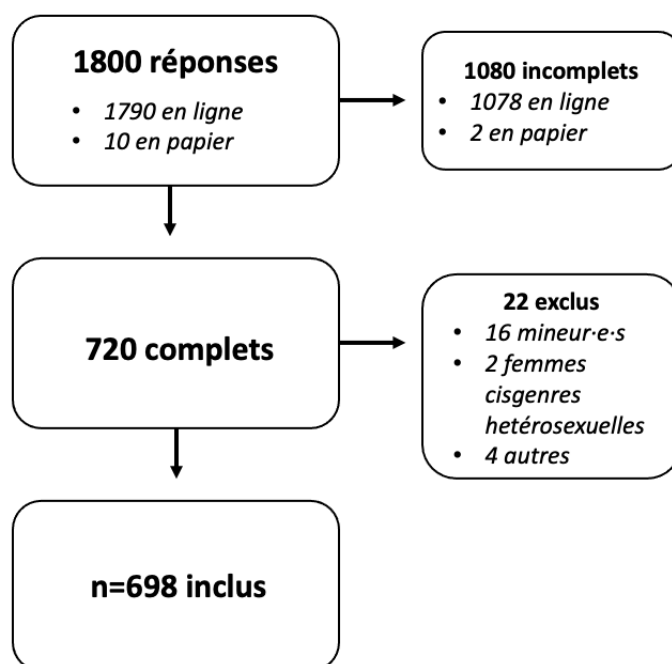 1800 réponses
• 1790 en ligne
• 10 en papier
1080 incomplets
• 1078 en ligne
• 2 en papier
720 complets
22 exclus
• 16 mineur·e·s
• 2 femmes
cisgenres
hetérosexuelles
• 4 autres
n=698 inclus